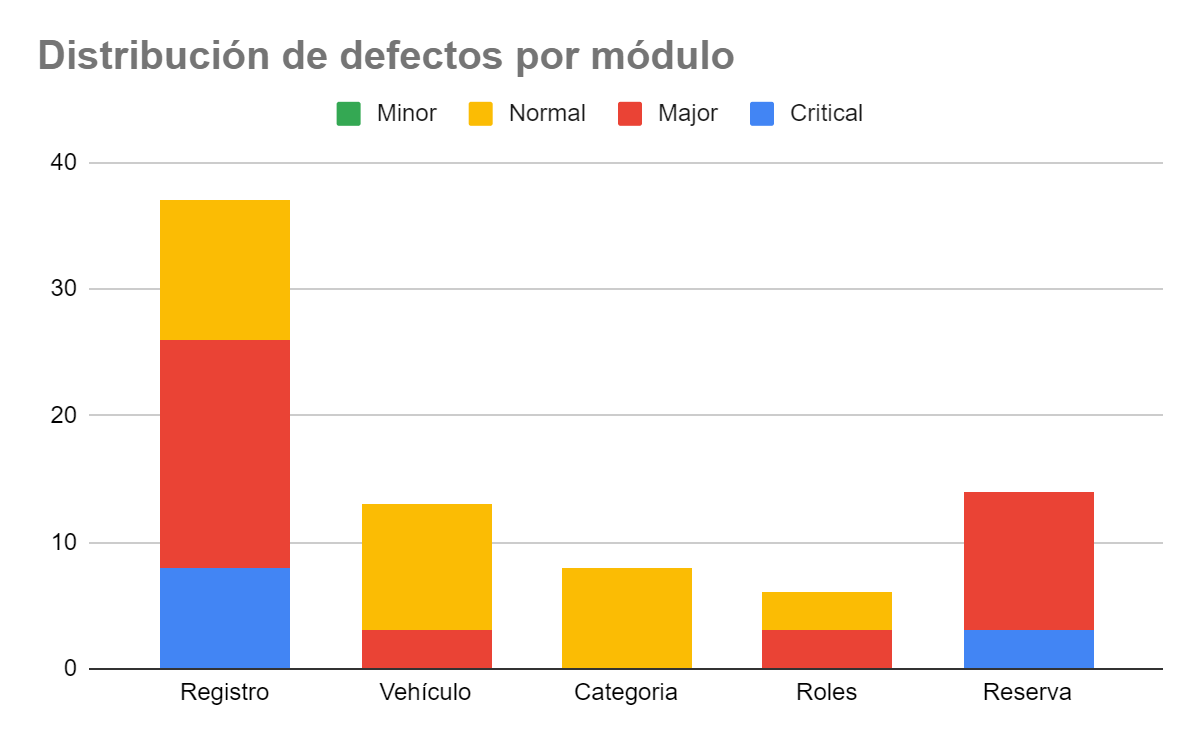 Distribución de defectos por módulo
Minor Normal Major Critical
40
30
20
10
0
Registro Vehículo Categoria Roles Reserva